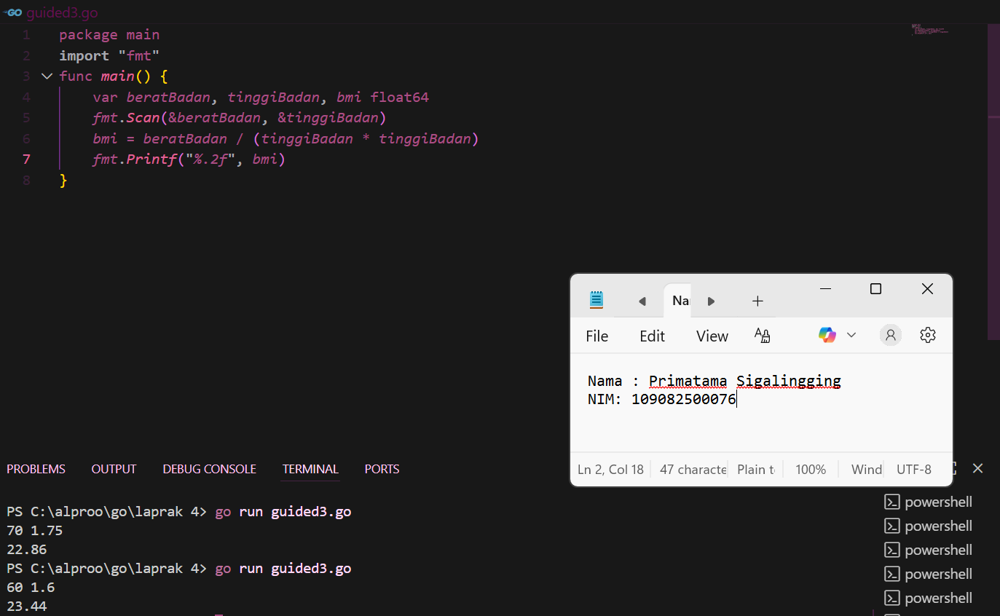 GO guided3.go
1 package main
2 import "fmt"
3 func main() {
4 var beratBadan, tinggiBadan, bmi float64
5 fmt.Scan(&beratBadan, &tinggiBadan)
6 bmi = beratBadan / (tinggiBadan * tinggiBadan)
7 fmt.Printf("%.2f", bmi)
8 }
Na
File Edit View
Nama : Primatama Sigalingging
NIM: 109082500076
Ln 2, Col 18 47 characte Plain t 100% Wind UTF-8
PROBLEMS OUTPUT DEBUG CONSOLE TERMINAL PORTS
PS C:\alproo\go\laprak 4> go run guided3.go
70 1.75
22.86
PS C:\alproo\go\laprak 4> go run guided3.go
60 1.6
23.44
powershell
powershell
powershell
powershell
powershell